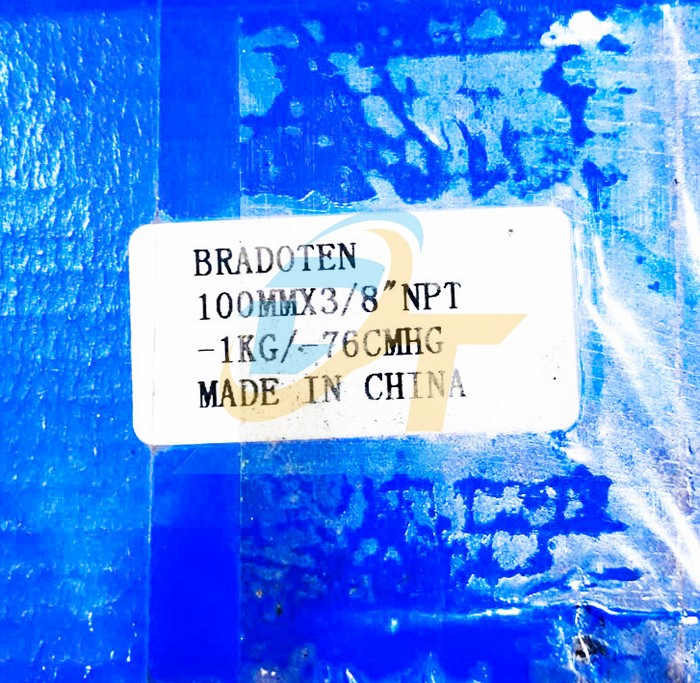 BRADOTEN
100MMX3/8″NPT
-1KG/-76CMHG
MADE IN CHINA